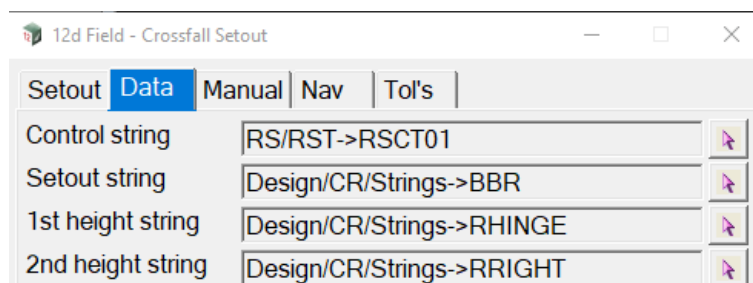 12d Field - Crossfall Setout
Setout Data Manual Nav Tol's
Control string RS/RST->RSCT01
Setout string Design/CR/Strings->BBR
1st height string Design/CR/Strings->RHINGE
2nd height string Design/CR/Strings->RRIGHT